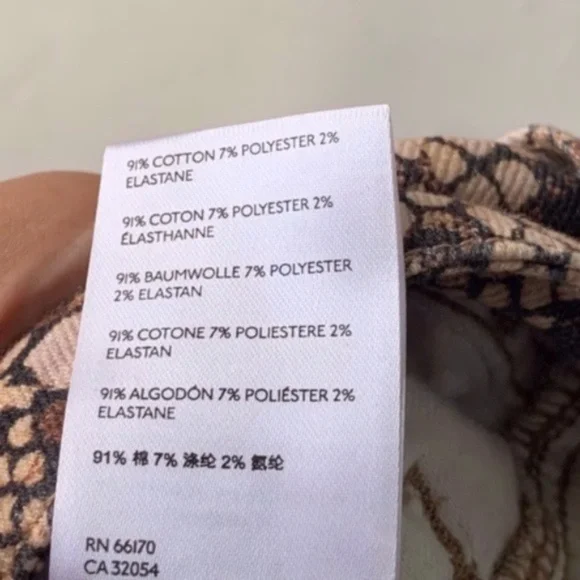 91% COTTON 7% POLYESTER 2%
ELASTANE
91% COTON 7% POLYESTER 2%
ÉLASTHANNE
91% BAUMWOLLE 7% POLYESTER
2% ELASTAN
91% COTONE 7% POLIESTERE 2%
ELASTAN
91% ALGODÓN 7% POLIÉSTER 2%
ELASTANE
91% 棉 7% 涤纶 2% 氨纶
RN 66170
CA 32054